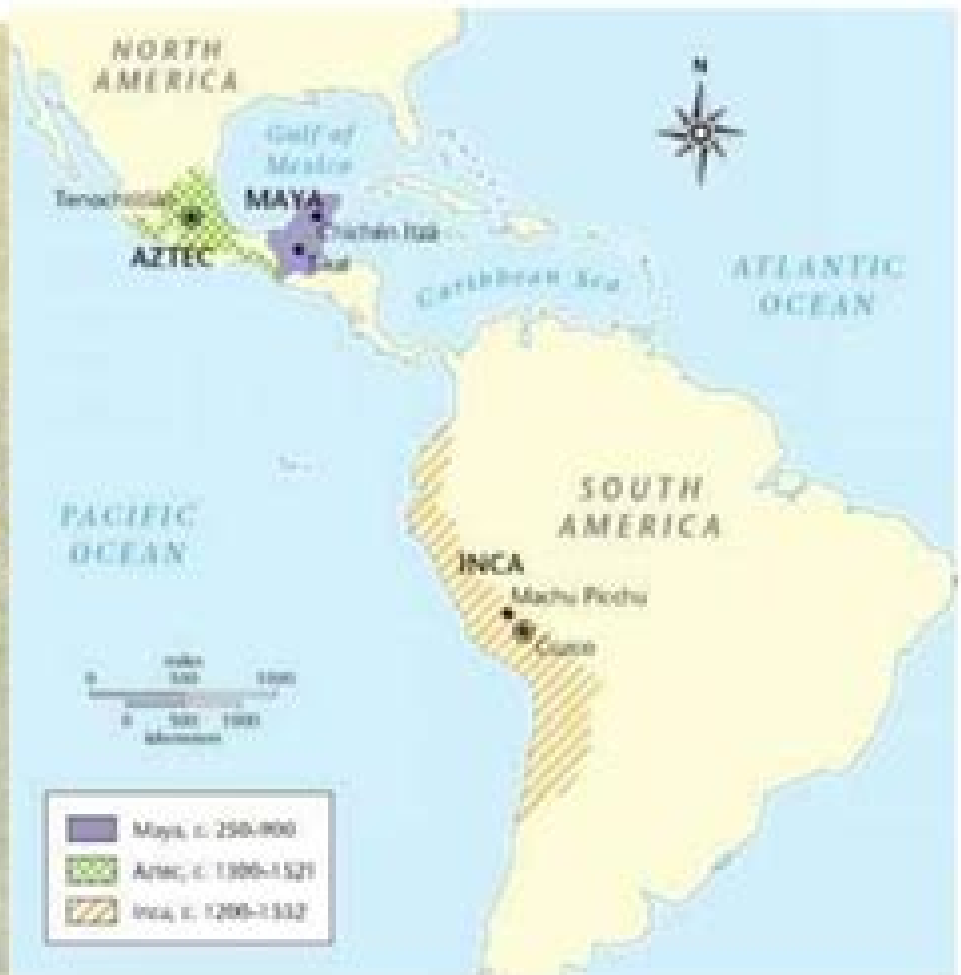 NORTH
AMERICA
N
Gulf of
Mexico
Tenochtitlán
MAYA
Chichén Itzá
AZTEC
Tikal
Caribbean Sea
ATLANTIC
OCEAN
SOUTH
AMERICA
PACIFIC
OCEAN
INCA
Machu Picchu
Cuzco
miles
0 500 1000
0 500 1000
kilometers
Maya, c. 250–900
Aztec, c. 1300–1521
Inca, c. 1200–1532